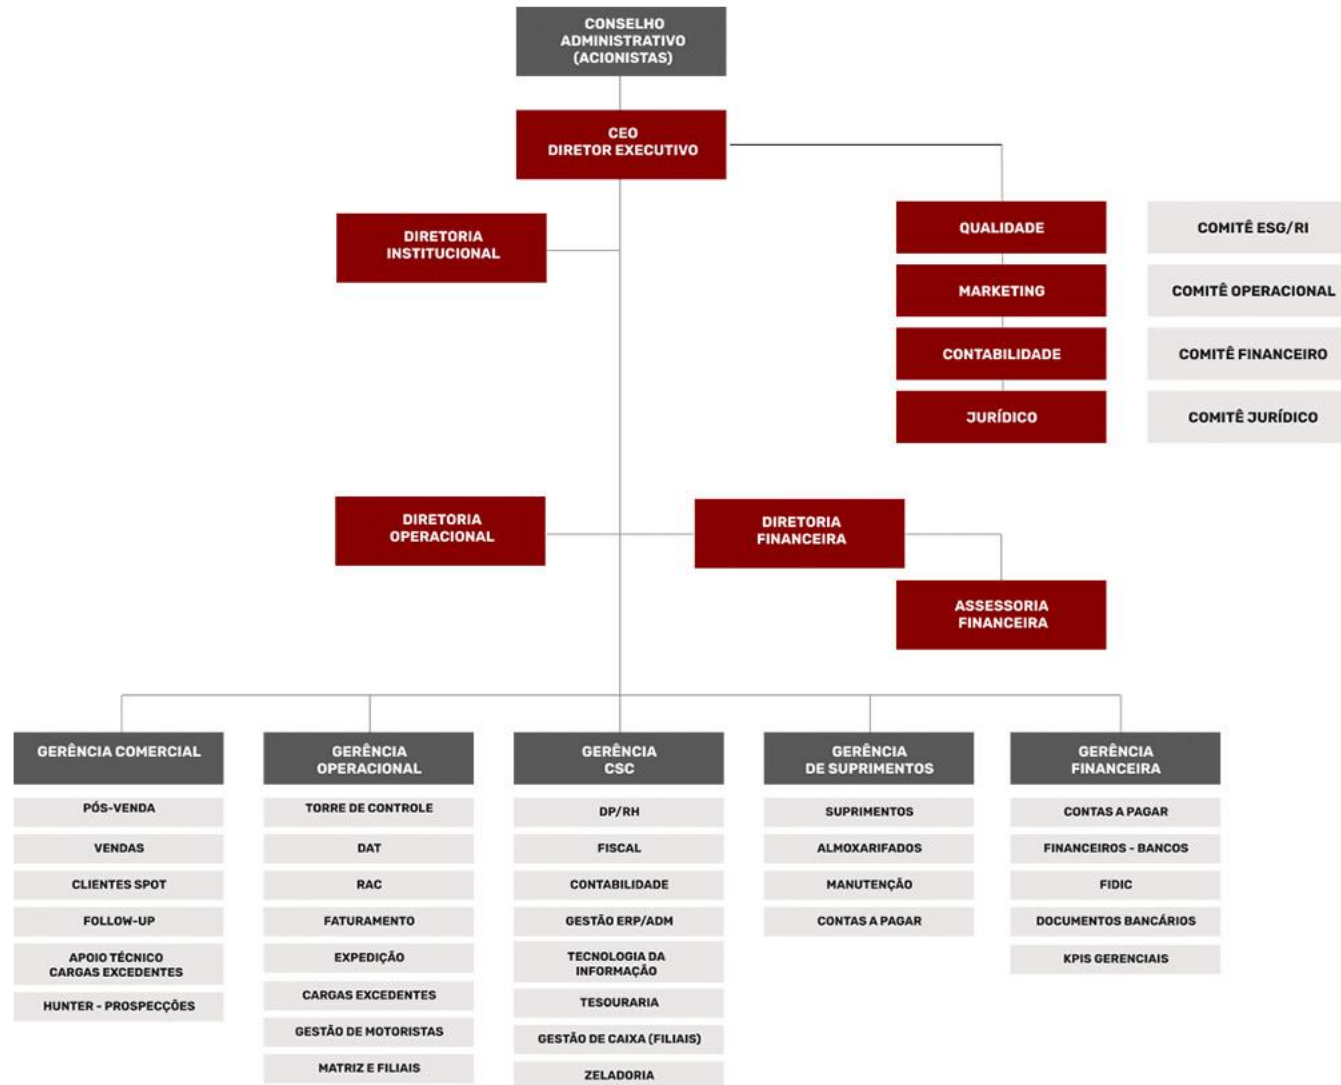 CONSELHO
ADMINISTRATIVO
(ACIONISTAS)
CEO
DIRETOR EXECUTIVO
DIRETORIA
INSTITUCIONAL
QUALIDADE
COMITÊ ESG/RI
MARKETING
COMITÊ OPERACIONAL
CONTABILIDADE
COMITÊ FINANCEIRO
JURÍDICO
COMITÊ JURÍDICO
DIRETORIA
OPERACIONAL
DIRETORIA
FINANCEIRA
ASSESSORIA
FINANCEIRA
GERÊNCIA COMERCIAL
PÓS-VENDA
VENDAS
CLIENTES SPOT
FOLLOW-UP
APOIO TÉCNICO
CARGAS EXCEDENTES
HUNTER - PROSPECÇÕES
GERÊNCIA
OPERACIONAL
TORRE DE CONTROLE
DAT
RAC
FATURAMENTO
EXPEDIÇÃO
CARGAS EXCEDENTES
GESTÃO DE MOTORISTAS
MATRIZ E FILIAIS
GERÊNCIA
CSC
DP/RH
FISCAL
CONTABILIDADE
GESTÃO ERP/ADM
TECNOLOGIA DA
INFORMAÇÃO
TESOURARIA
GESTÃO DE CAIXA (FILIAIS)
ZELADORIA
GERÊNCIA
DE SUPRIMENTOS
SUPRIMENTOS
ALMOXARIFADOS
MANUTENÇÃO
CONTAS A PAGAR
GERÊNCIA
FINANCEIRA
CONTAS A PAGAR
FINANCEIROS - BANCOS
FIDIC
DOCUMENTOS BANCÁRIOS
KPIS GERENCIAIS